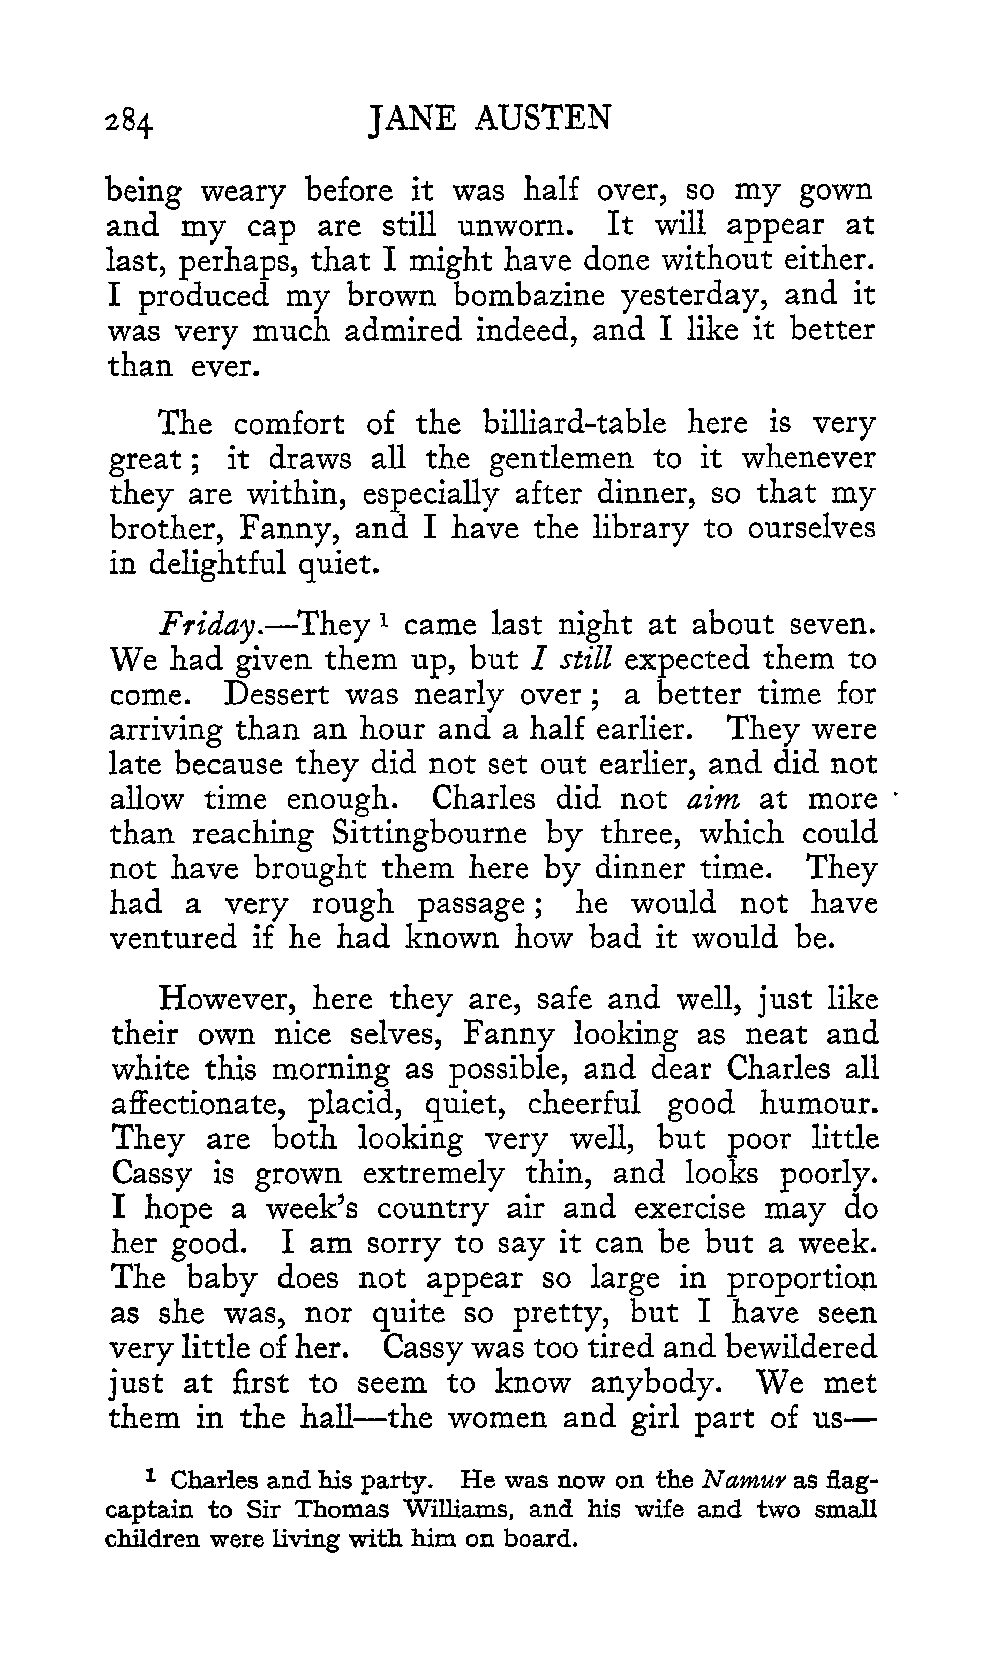 284 JANE AUSTEN
being weary before it was half over, so my gown
and my cap are still unworn. It will appear at
last, perhaps, that I might have done without either.
I produced my brown bombazine yesterday, and it
was very much admired indeed, and I like it better
than ever.
The comfort of the billiard-table here is very
great ; it draws all the gentlemen to it whenever
they are within, especially after dinner, so that my
brother, Fanny, and I have the library to ourselves
in delightful quiet.
Friday.—They ¹ came last night at about seven.
We had given them up, but I still expected them to
come. Dessert was nearly over ; a better time for
arriving than an hour and a half earlier. They were
late because they did not set out earlier, and did not
allow time enough. Charles did not aim at more
than reaching Sittingbourne by three, which could
not have brought them here by dinner time. They
had a very rough passage ; he would not have
ventured if he had known how bad it would be.
However, here they are, safe and well, just like
their own nice selves, Fanny looking as neat and
white this morning as possible, and dear Charles all
affectionate, placid, quiet, cheerful good humour.
They are both looking very well, but poor little
Cassy is grown extremely thin, and looks poorly.
I hope a week's country air and exercise may do
her good. I am sorry to say it can be but a week.
The baby does not appear so large in proportion
as she was, nor quite so pretty, but I have seen
very little of her. Cassy was too tired and bewildered
just at first to seem to know anybody. We met
them in the hall—the women and girl part of us—
¹ Charles and his party. He was now on the Namur as flag-
captain to Sir Thomas Williams, and his wife and two small
children were living with him on board.